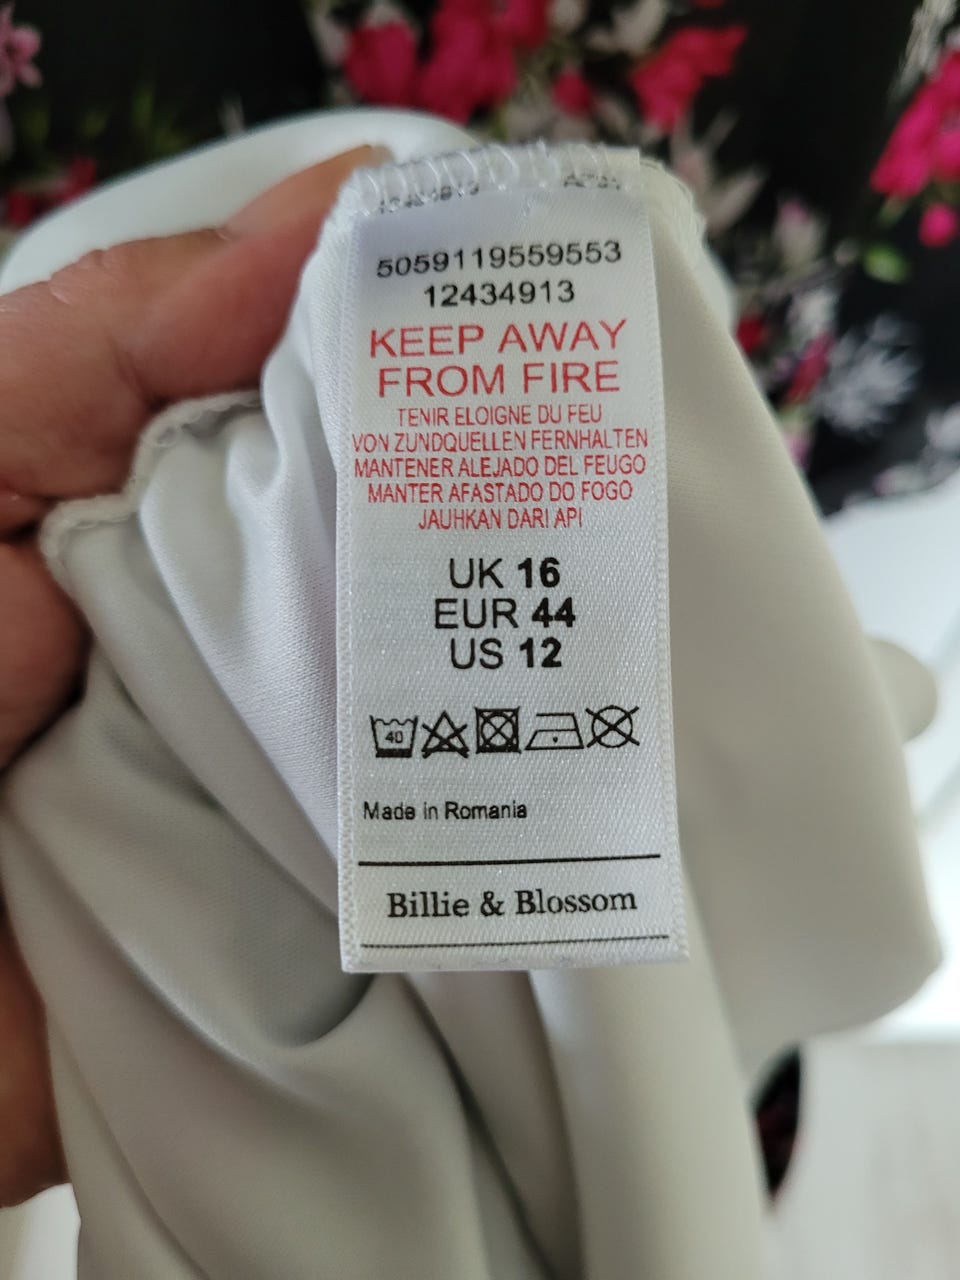 5059119559553
12434913
KEEP AWAY
FROM FIRE
TENIR ELOIGNE DU FEU
VON ZUNDQUELLEN FERNHALTEN
MANTENER ALEJADO DEL FEUGO
MANTER AFASTADO DO FOGO
JAUHKAN DARI API
UK 16
EUR 44
US 12
40
Made in Romania
Billie & Blossom